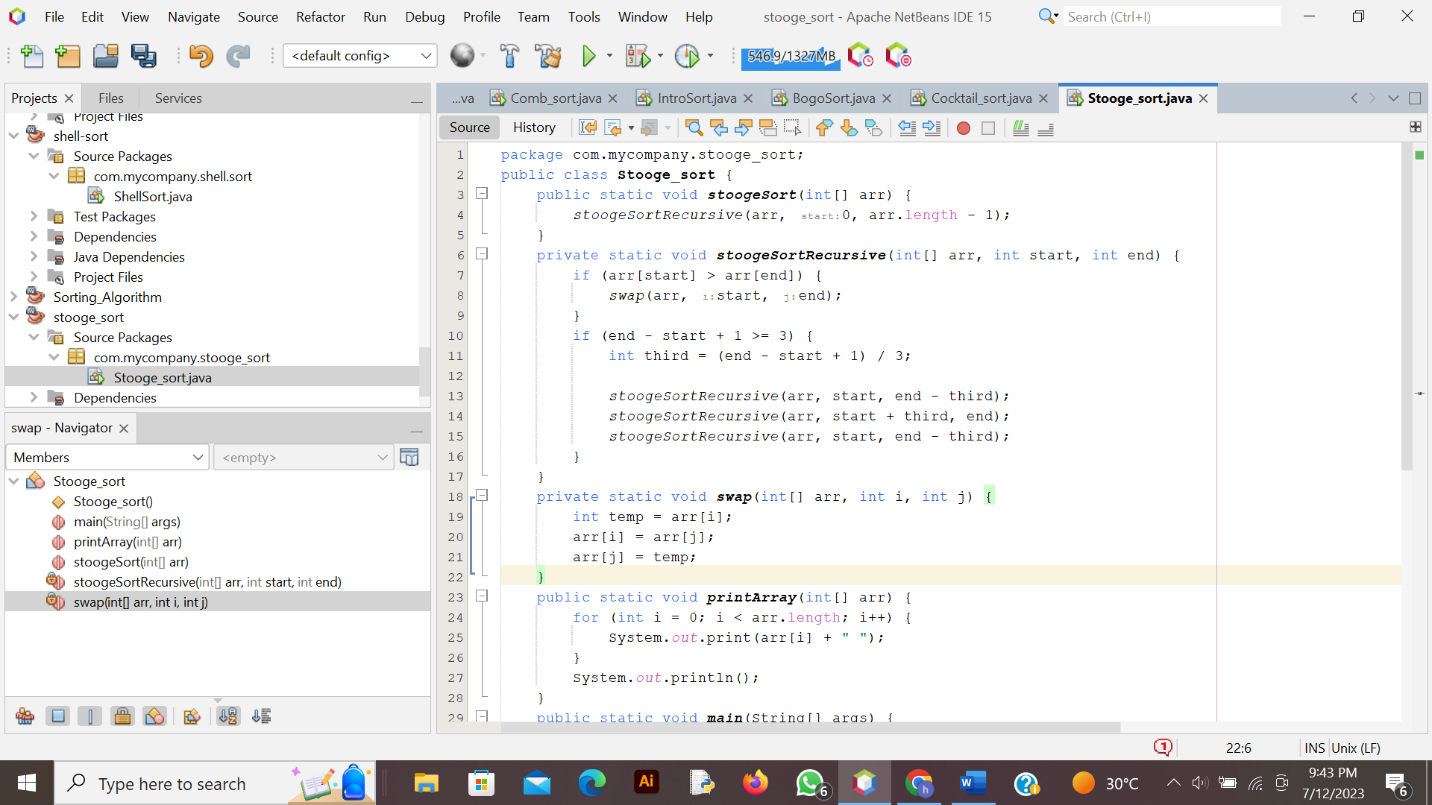 File Edit View Navigate Source Refactor Run Debug Profile Team Tools Window Help stooge_sort - Apache NetBeans IDE 15 Search (Ctrl+I)
<default config> 546.9/1327MB
Projects Files Services
...va Comb_sort.java IntroSort.java BogoSort.java Cocktail_sort.java Stooge_sort.java
Source History
Project Files
shell-sort
Source Packages
com.mycompany.shell.sort
ShellSort.java
Test Packages
Dependencies
Java Dependencies
Project Files
Sorting_Algorithm
stooge_sort
Source Packages
com.mycompany.stooge_sort
Stooge_sort.java
Dependencies
swap - Navigator
Members <empty>
Stooge_sort
Stooge_sort()
main(String[] args)
printArray(int[] arr)
stoogeSort(int[] arr)
stoogeSortRecursive(int[] arr, int start, int end)
swap(int[] arr, int i, int j)
1 package com.mycompany.stooge_sort;
2 public class Stooge_sort {
3 public static void stoogeSort(int[] arr) {
4 stoogeSortRecursive(arr, start:0, arr.length - 1);
5 }
6 private static void stoogeSortRecursive(int[] arr, int start, int end) {
7 if (arr[start] > arr[end]) {
8 swap(arr, i:start, j:end);
9 }
10 if (end - start + 1 >= 3) {
11 int third = (end - start + 1) / 3;
12
13 stoogeSortRecursive(arr, start, end - third);
14 stoogeSortRecursive(arr, start + third, end);
15 stoogeSortRecursive(arr, start, end - third);
16 }
17 }
18 private static void swap(int[] arr, int i, int j) {
19 int temp = arr[i];
20 arr[i] = arr[j];
21 arr[j] = temp;
22 }
23 public static void printArray(int[] arr) {
24 for (int i = 0; i < arr.length; i++) {
25 System.out.print(arr[i] + " ");
26 }
27 System.out.println();
28 }
29 public static void main(String[] args) {
1 22:6 INS Unix (LF)
Type here to search Ai 6 W 30°C 9:43 PM 6
7/12/2023